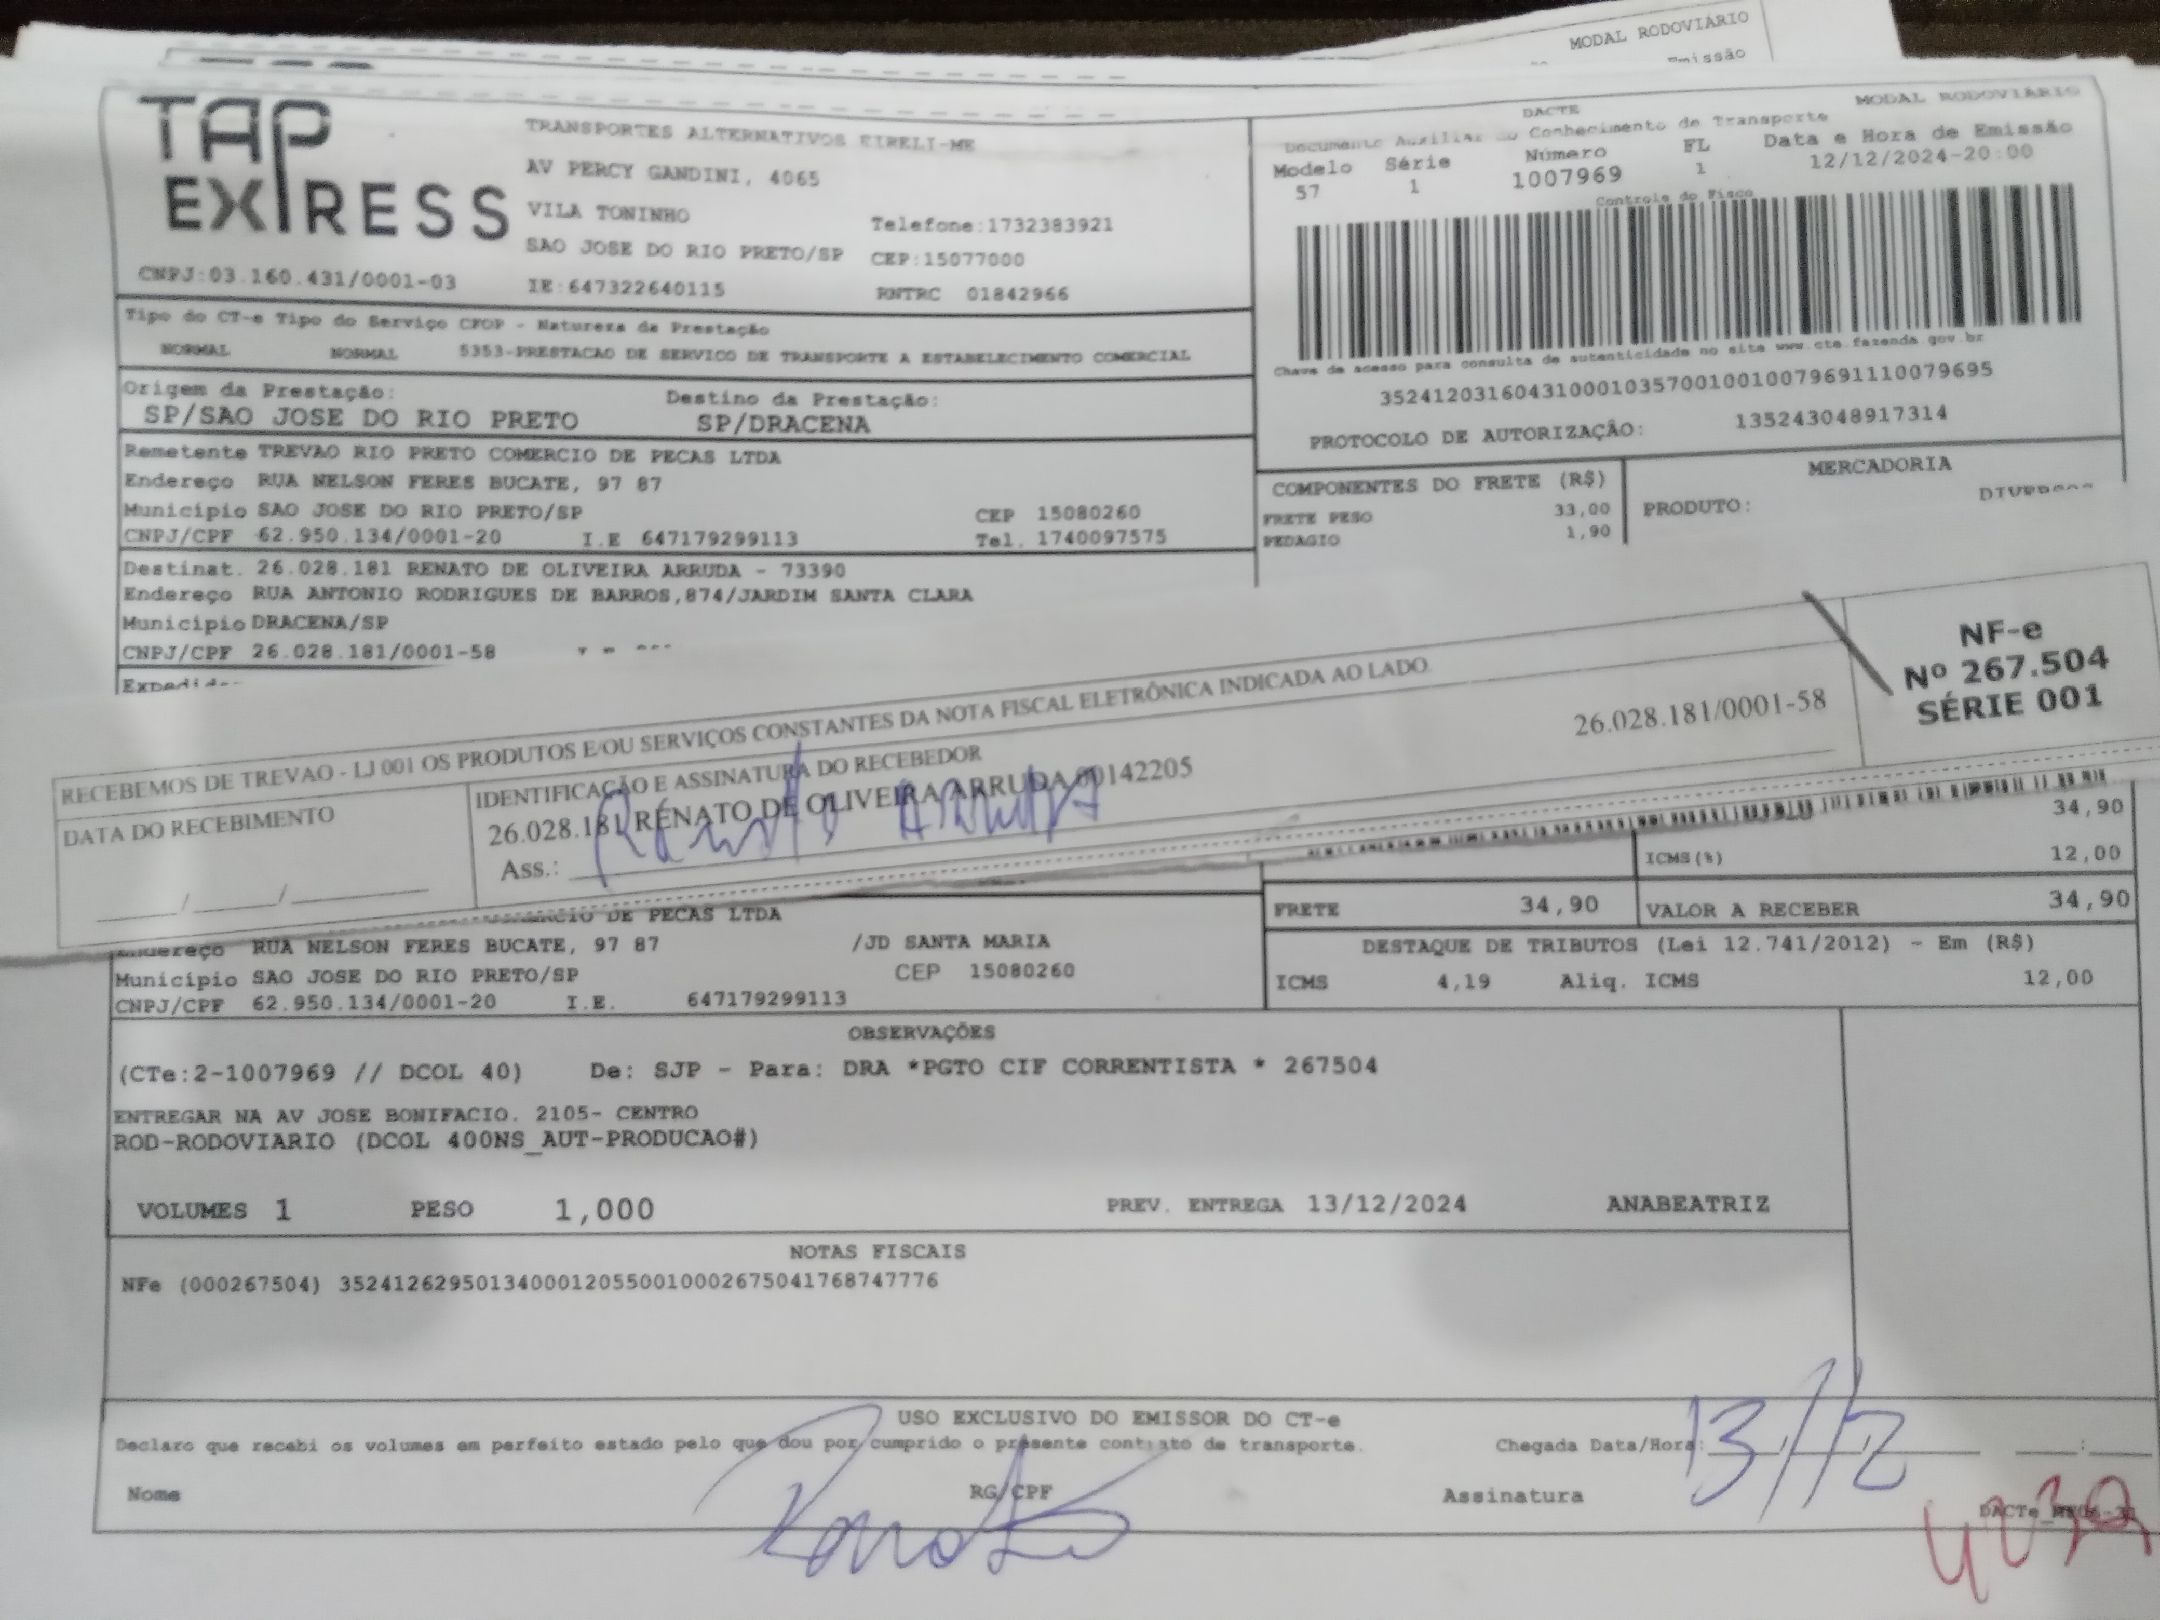 MODAL RODOVIÁRIO
TAP EXPRESS
TRANSPORTES ALTERNATIVOS EIRELI-ME
AV PERCY GANDINI, 4065
VILA TONINHO
Telefone:1732383921
SAO JOSE DO RIO PRETO/SP CEP:15077000
CNPJ:03.160.431/0001-03 IE:647322640115 RNTRC 01842966
DACTE MODAL RODOVIÁRIO
Documento Auxiliar do Conhecimento de Transporte
Modelo Série Número FL Data e Hora de Emissão
57 1 1007969 1 12/12/2024-20:00
Controle do Fisco
Chave de acesso para consulta de autenticidade no site www.cte.fazenda.gov.br
35241203160431000103570010010079691110079695
PROTOCOLO DE AUTORIZAÇÃO: 135243048917314
Tipo do CT-e Tipo do Serviço CFOP - Natureza da Prestação
NORMAL NORMAL 5353-PRESTACAO DE SERVICO DE TRANSPORTE A ESTABELECIMENTO COMERCIAL
Origem da Prestação: Destino da Prestação:
SP/SAO JOSE DO RIO PRETO SP/DRACENA
Remetente TREVAO RIO PRETO COMERCIO DE PECAS LTDA
Endereço RUA NELSON FERES BUCATE, 97 87
Município SAO JOSE DO RIO PRETO/SP CEP 15080260
CNPJ/CPF 62.950.134/0001-20 I.E 647179299113 Tel. 1740097575
COMPONENTES DO FRETE (R$)
FRETE PESO 33,00
PEDAGIO 1,90
MERCADORIA
PRODUTO:
Destinat. 26.028.181 RENATO DE OLIVEIRA ARRUDA - 73390
Endereço RUA ANTONIO RODRIGUES DE BARROS,874/JARDIM SANTA CLARA
Município DRACENA/SP
CNPJ/CPF 26.028.181/0001-58
RECEBEMOS DE TREVAO - LJ 001 OS PRODUTOS E/OU SERVIÇOS CONSTANTES DA NOTA FISCAL ELETRÔNICA INDICADA AO LADO
DATA DO RECEBIMENTO
___/___/___
IDENTIFICAÇÃO E ASSINATURA DO RECEBEDOR
26.028.181 RENATO DE OLIVEIRA ARRUDA 00142205
26.028.181/0001-58
Ass.: Renato Arruda
NF-e
Nº 267.504
SÉRIE 001
34,90
ICMS(%) 12,00
FRETE 34,90 VALOR A RECEBER 34,90
DE PECAS LTDA
Endereço RUA NELSON FERES BUCATE, 97 87 /JD SANTA MARIA
Município SAO JOSE DO RIO PRETO/SP CEP 15080260
CNPJ/CPF 62.950.134/0001-20 I.E. 647179299113
DESTAQUE DE TRIBUTOS (Lei 12.741/2012) - Em (R$)
ICMS 4,19 Aliq. ICMS 12,00
OBSERVAÇÕES
(CTe:2-1007969 // DCOL 40) De: SJP - Para: DRA *PGTO CIF CORRENTISTA * 267504
ENTREGAR NA AV JOSE BONIFACIO. 2105- CENTRO
ROD-RODOVIARIO (DCOL 400NS_AUT-PRODUCAO#)
VOLUMES 1 PESO 1,000 PREV. ENTREGA 13/12/2024 ANABEATRIZ
NOTAS FISCAIS
NFe (000267504) 35241262950134000120550010002675041768747776
USO EXCLUSIVO DO EMISSOR DO CT-e
Declaro que recebi os volumes em perfeito estado pelo que dou por cumprido o presente contrato de transporte. Chegada Data/Hora: 13/12
Nome RG/CPF Assinatura
Renato